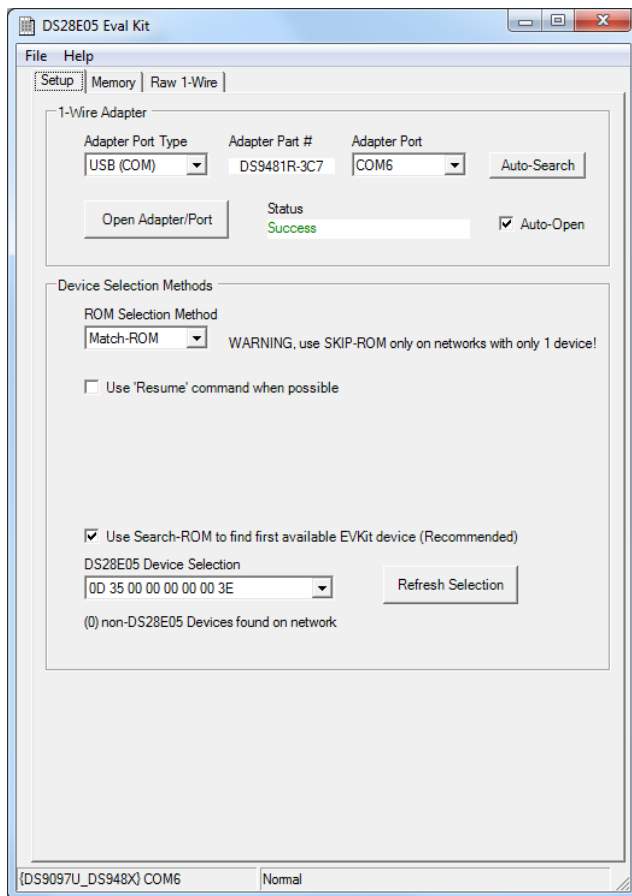 DS28E05 Eval Kit
File Help
Setup Memory Raw 1-Wire
1-Wire Adapter
Adapter Port Type Adapter Part # Adapter Port
USB (COM) DS9481R-3C7 COM6 Auto-Search
Open Adapter/Port
Status
Success
Auto-Open
Device Selection Methods
ROM Selection Method
Match-ROM WARNING, use SKIP-ROM only on networks with only 1 device!
Use 'Resume' command when possible
Use Search-ROM to find first available EVKit device (Recommended)
DS28E05 Device Selection
0D 35 00 00 00 00 00 3E Refresh Selection
(0) non-DS28E05 Devices found on network
{DS9097U_DS948X} COM6 Normal